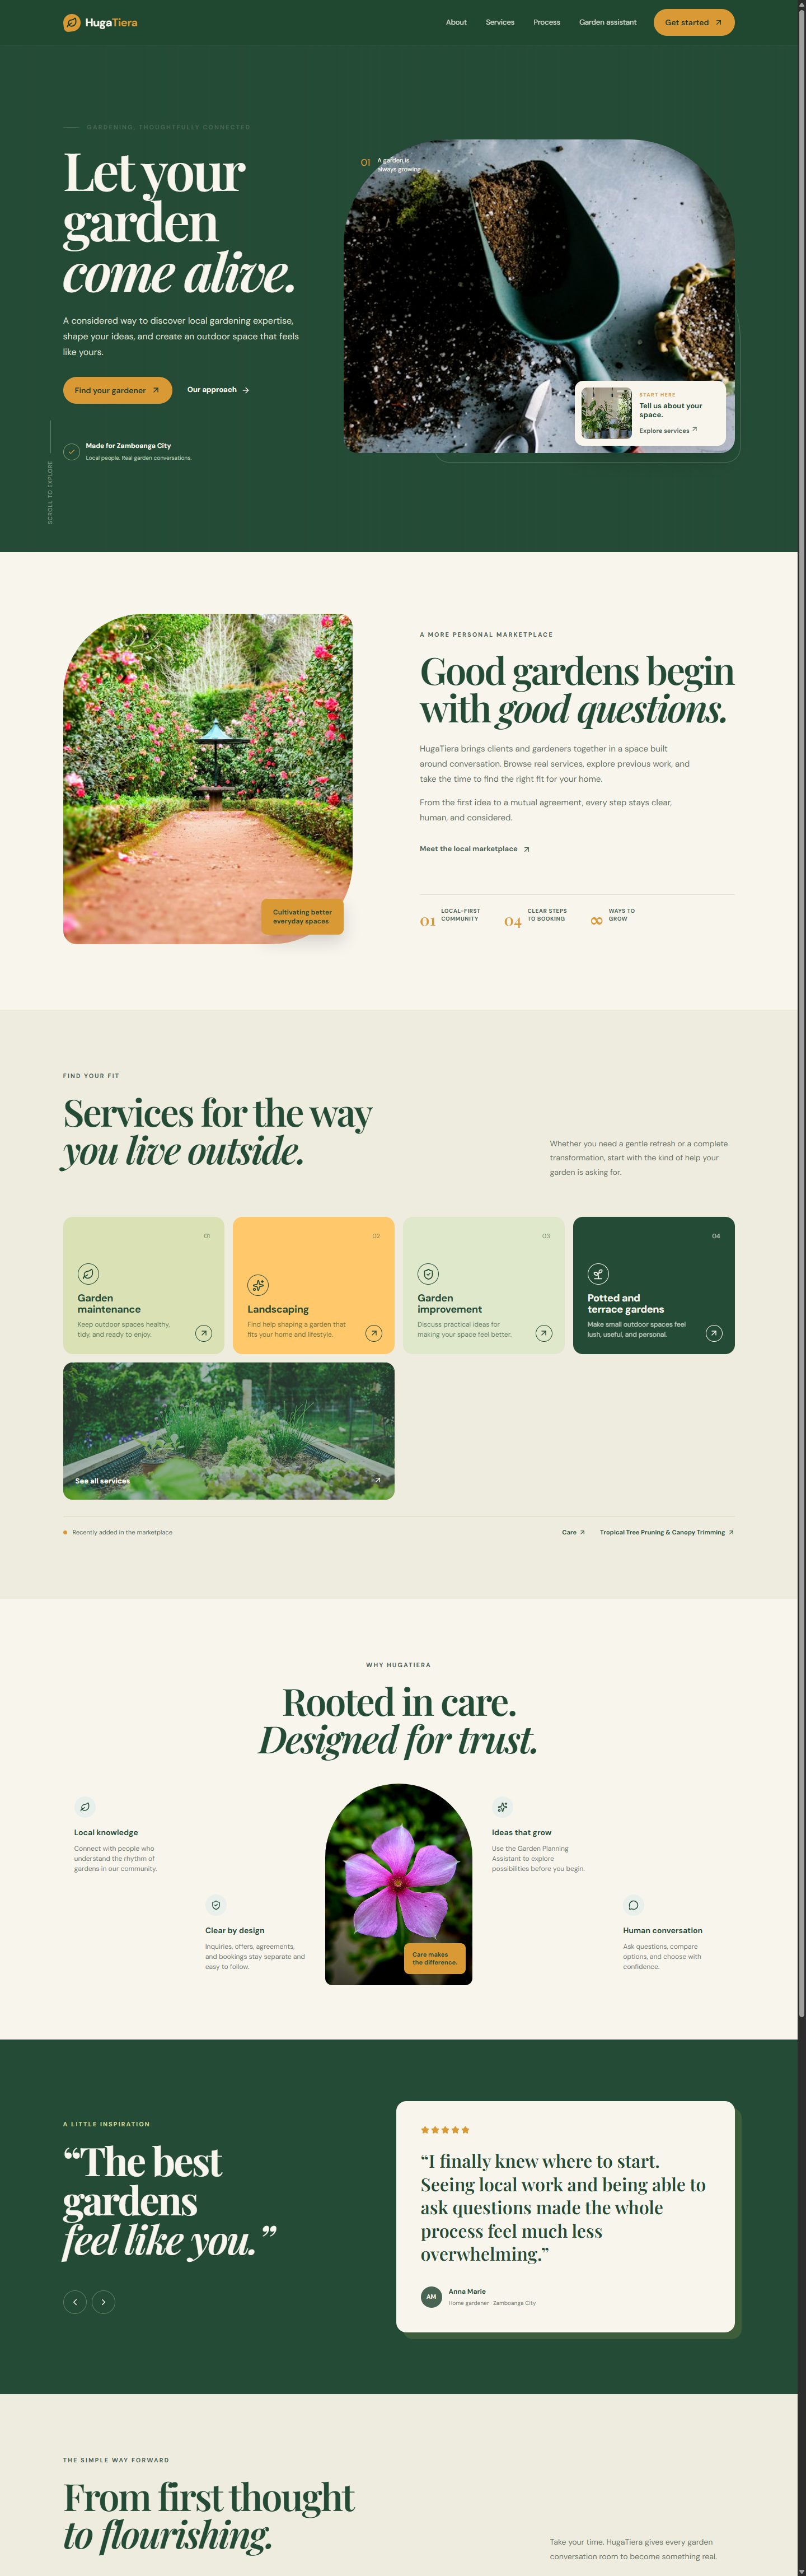 HugaTiera
About
Services
Process
Garden assistant
Get started
GARDENING, THOUGHTFULLY CONNECTED
Let your
garden
come alive.
A considered way to discover local gardening expertise,
shape your ideas, and create an outdoor space that feels
like yours.
Find your gardener
Our approach
Made for Zamboanga City
Local people. Real garden conversations.
SCROLL TO EXPLORE
01
A garden is
always growing.
START HERE
Tell us about your
space.
Explore services
Cultivating better
everyday spaces
A MORE PERSONAL MARKETPLACE
Good gardens begin
with good questions.
HugaTiera brings clients and gardeners together in a space built
around conversation. Browse real services, explore previous work, and
take the time to find the right fit for your home.
From the first idea to a mutual agreement, every step stays clear,
human, and considered.
Meet the local marketplace
01
LOCAL-FIRST
COMMUNITY
04
CLEAR STEPS
TO BOOKING
∞
WAYS TO
GROW
FIND YOUR FIT
Services for the way
you live outside.
Whether you need a gentle refresh or a complete
transformation, start with the kind of help your
garden is asking for.
01
Garden
maintenance
Keep outdoor spaces healthy,
tidy, and ready to enjoy.
02
Landscaping
Find help shaping a garden that
fits your home and lifestyle.
03
Garden
improvement
Discuss practical ideas for
making your space feel better.
04
Potted and
terrace gardens
Make small outdoor spaces feel
lush, useful, and personal.
See all services
Recently added in the marketplace
Care
Tropical Tree Pruning & Canopy Trimming
WHY HUGATIERA
Rooted in care.
Designed for trust.
Local knowledge
Connect with people who
understand the rhythm of
gardens in our community.
Clear by design
Inquiries, offers, agreements,
and bookings stay separate and
easy to follow.
Care makes
the difference.
Ideas that grow
Use the Garden Planning
Assistant to explore
possibilities before you begin.
Human conversation
Ask questions, compare
options, and choose with
confidence.
A LITTLE INSPIRATION
“The best
gardens
feel like you.”
“I finally knew where to start.
Seeing local work and being able to
ask questions made the whole
process feel much less
overwhelming.”
AM
Anna Marie
Home gardener · Zamboanga City
THE SIMPLE WAY FORWARD
From first thought
to flourishing.
Take your time. HugaTiera gives every garden
conversation room to become something real.